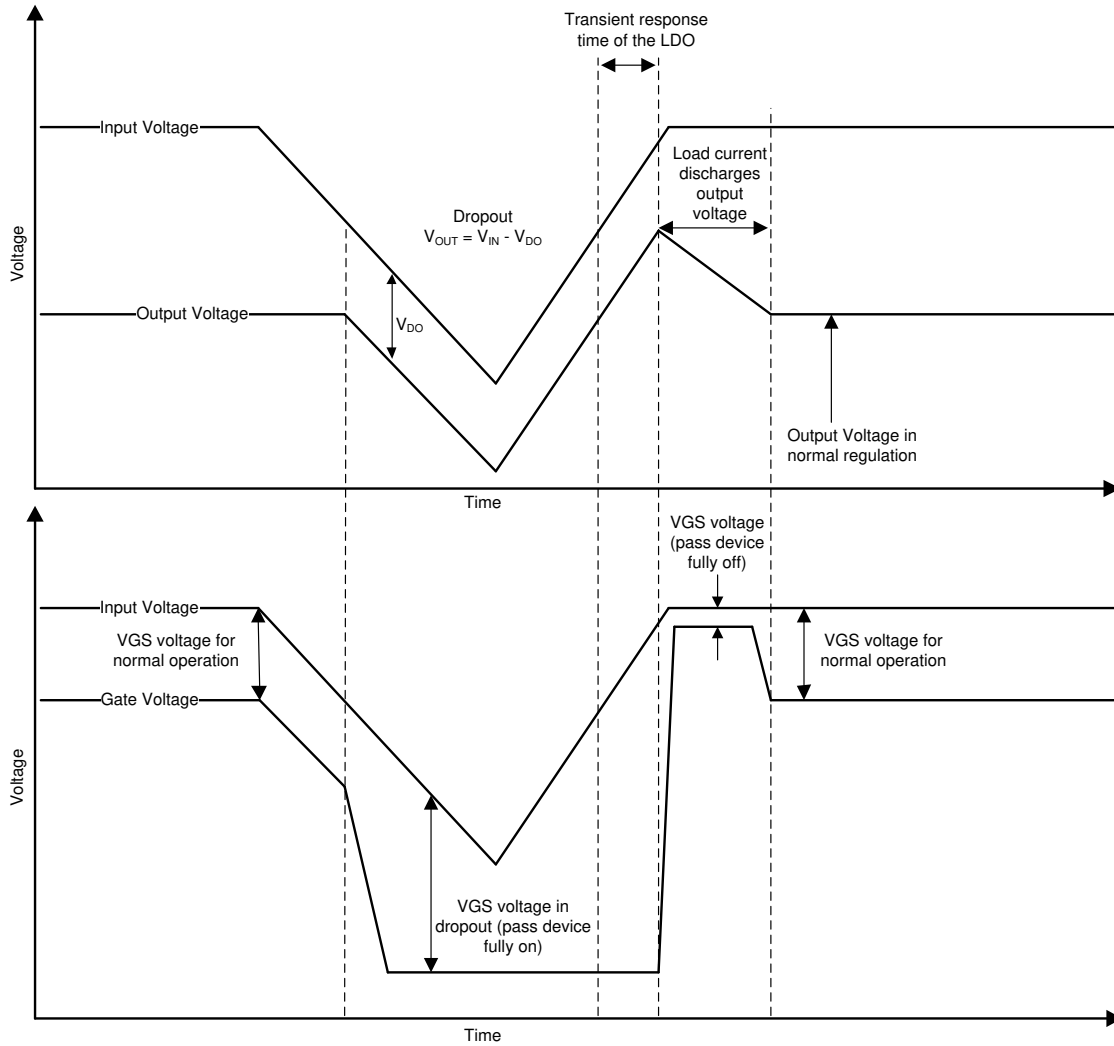 Transient response
time of the LDO
Input Voltage
Load current
discharges
output
voltage
Dropout
V_OUT = V_IN - V_DO
Voltage
Output Voltage
V_DO
Output Voltage in
normal regulation
Time
VGS voltage
(pass device
fully off)
Input Voltage
VGS voltage for
normal operation
VGS voltage for
normal operation
Gate Voltage
Voltage
VGS voltage in
dropout (pass device
fully on)
Time